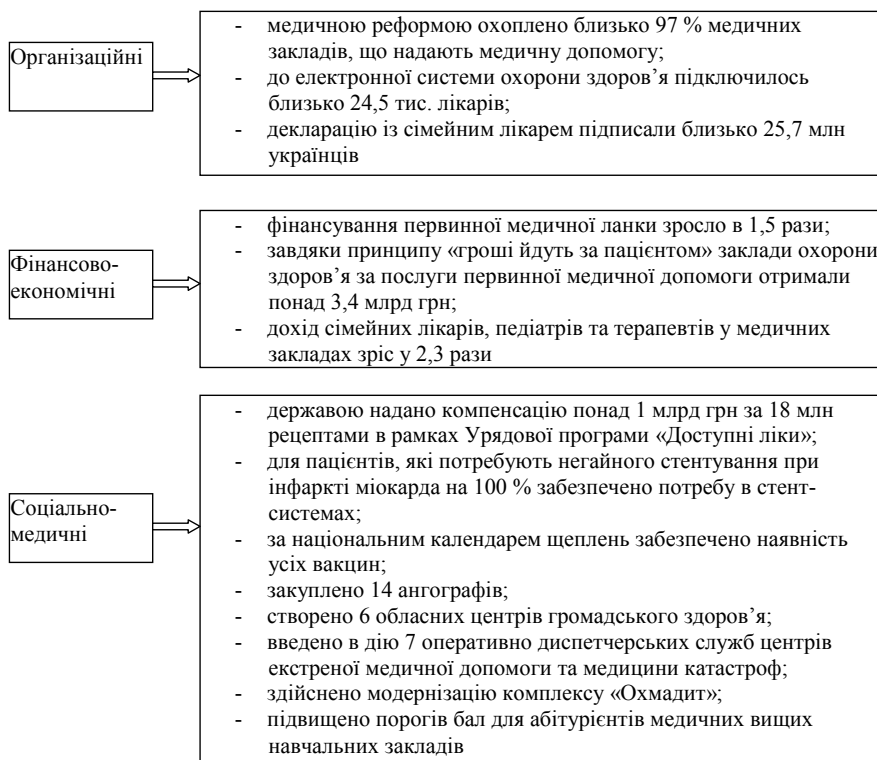 Організаційні
- медичною реформою охоплено близько 97 % медичних
закладів, що надають медичну допомогу;
- до електронної системи охорони здоров’я підключилось
близько 24,5 тис. лікарів;
- декларацію із сімейним лікарем підписали близько 25,7 млн
українців
Фінансово-
економічні
- фінансування первинної медичної ланки зросло в 1,5 рази;
- завдяки принципу «гроші йдуть за пацієнтом» заклади охорони
здоров’я за послуги первинної медичної допомоги отримали
понад 3,4 млрд грн;
- дохід сімейних лікарів, педіатрів та терапевтів у медичних
закладах зріс у 2,3 рази
Соціально-
медичні
- державою надано компенсацію понад 1 млрд грн за 18 млн
рецептами в рамках Урядової програми «Доступні ліки»;
- для пацієнтів, які потребують негайного стентування при
інфаркті міокарда на 100 % забезпечено потребу в стент-
системах;
- за національним календарем щеплень забезпечено наявність
усіх вакцин;
- закуплено 14 ангографів;
- створено 6 обласних центрів громадського здоров’я;
- введено в дію 7 оперативно диспетчерських служб центрів
екстреної медичної допомоги та медицини катастроф;
- здійснено модернізацію комплексу «Охмадит»;
- підвищено порогів бал для абітурієнтів медичних вищих
навчальних закладів